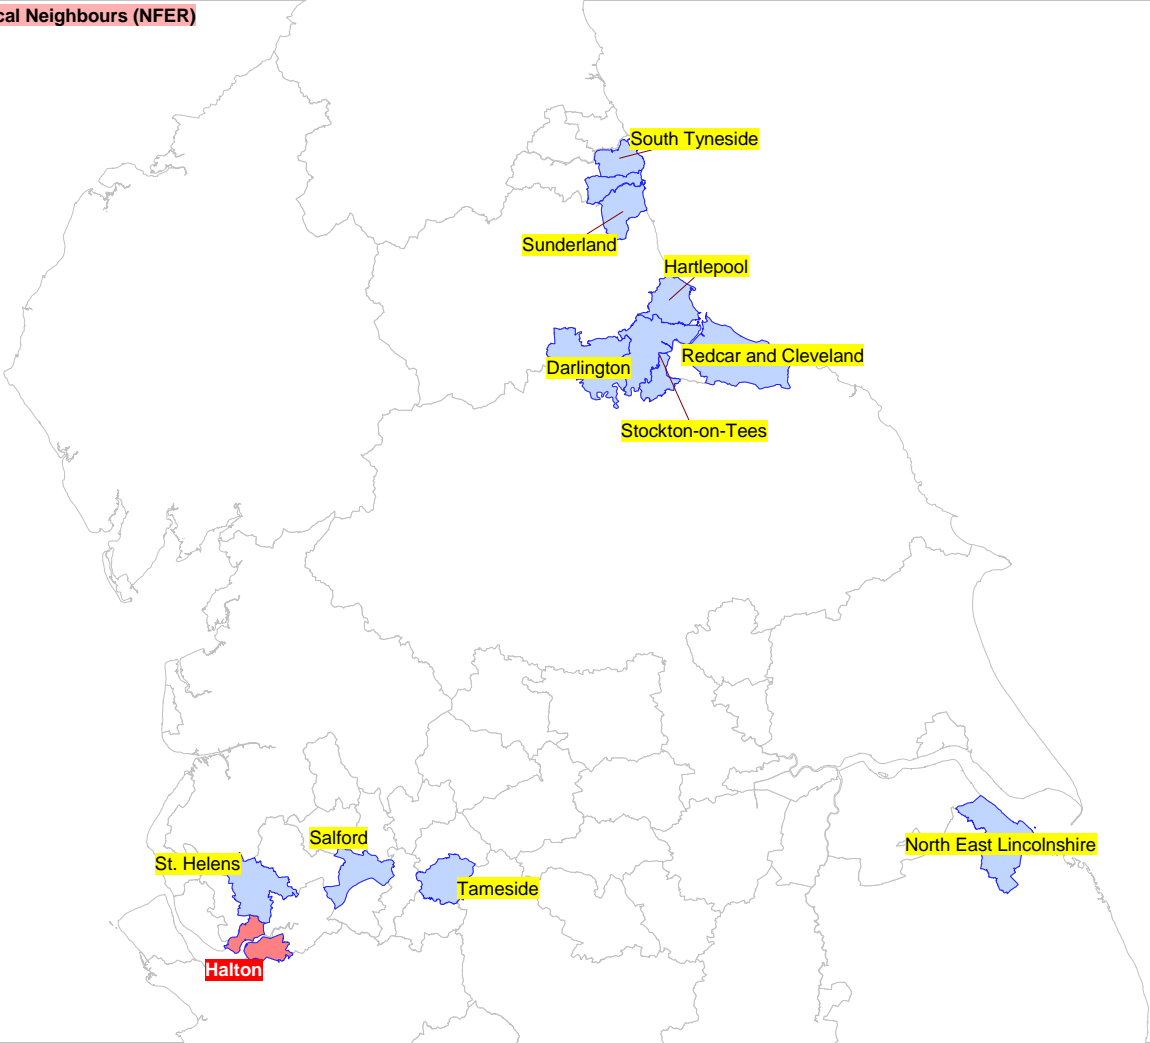 cal Neighbours (NFER)
South Tyneside
Sunderland
Hartlepool
Redcar and Cleveland
Darlington
Stockton-on-Tees
Salford
North East Lincolnshire
St. Helens
Tameside
Halton